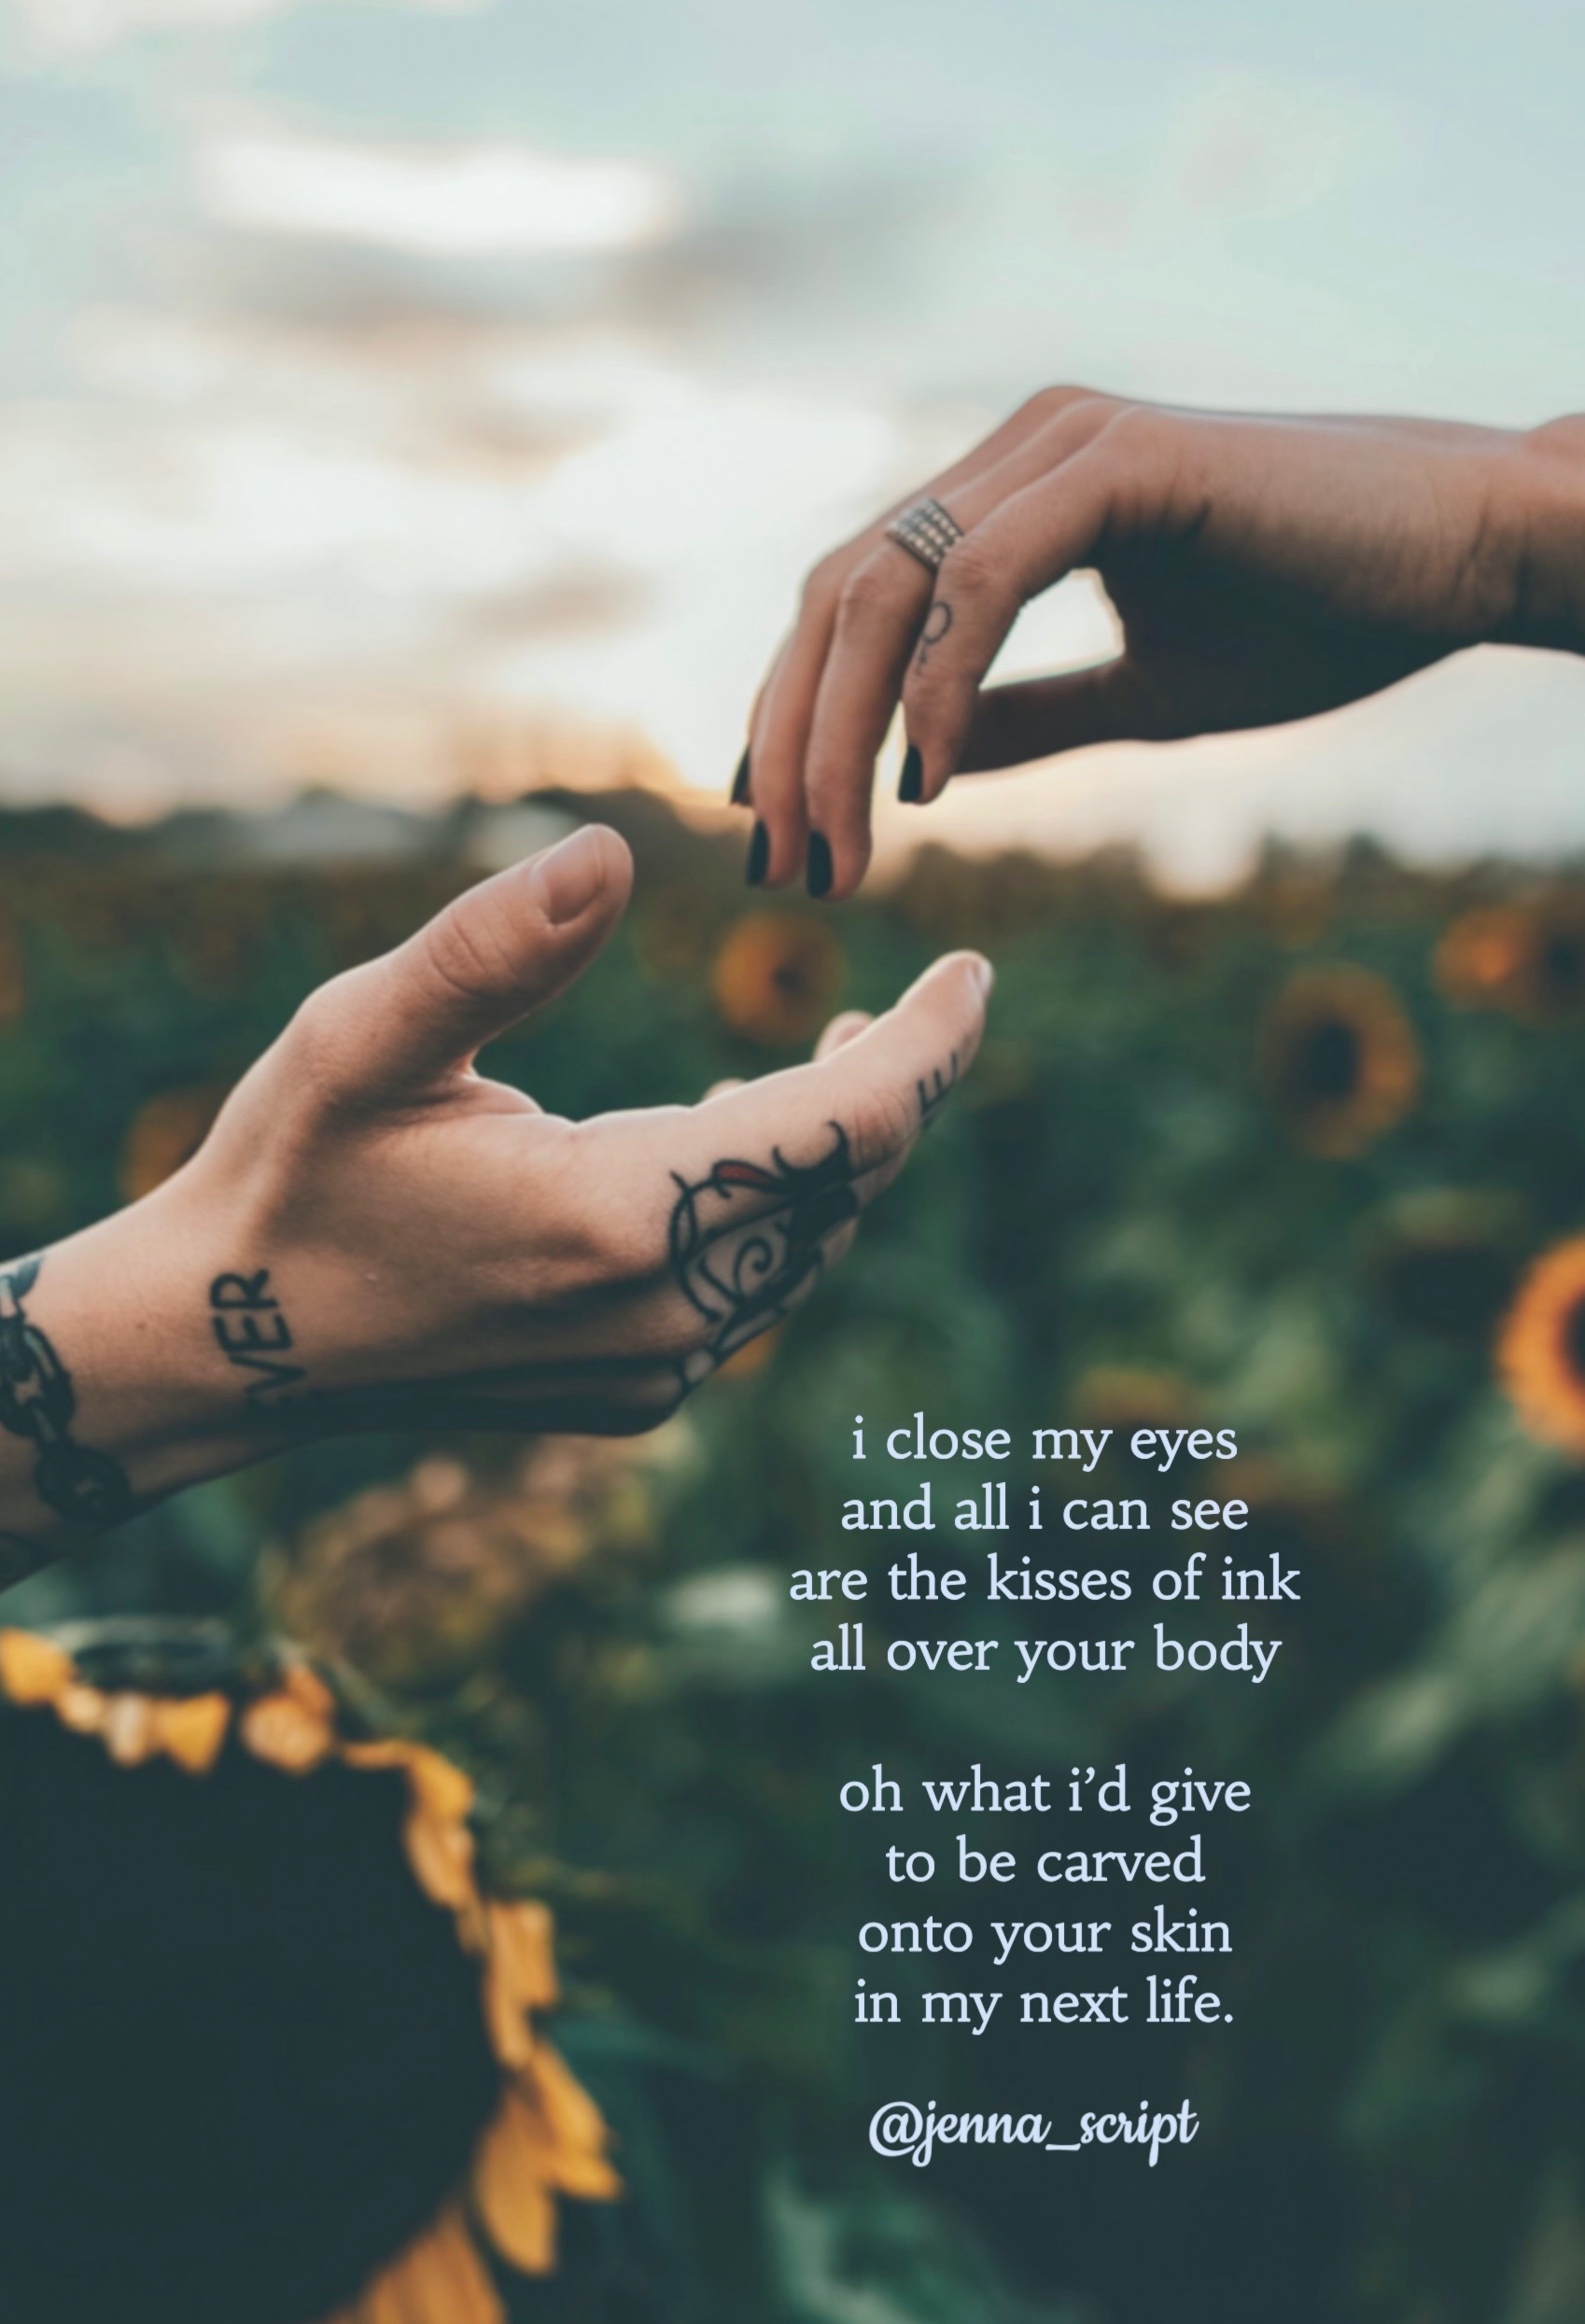 VER
E
i close my eyes
and all i can see
are the kisses of ink
all over your body
oh what i’d give
to be carved
onto your skin
in my next life.
@jenna_script